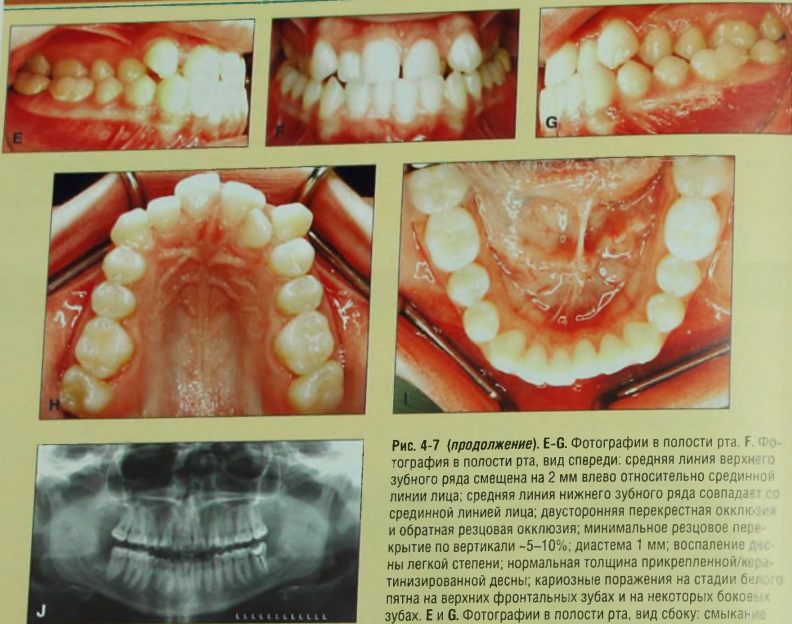 E
F
G
H
I
J
Рис. 4-7 (продолжение). E-G. Фотографии в полости рта. F. Фо-
тография в полости рта, вид спереди: средняя линия верхнего
зубного ряда смещена на 2 мм влево относительно срединной
линии лица; средняя линия нижнего зубного ряда совпадает со
срединной линией лица; двусторонняя перекрестная окклюзия
и обратная резцовая окклюзия; минимальное резцовое пере-
крытие по вертикали ~5–10%; диастема 1 мм; воспаление дес-
ны легкой степени; нормальная толщина прикрепленной/кера-
тинизированной десны; кариозные поражения на стадии белого
пятна на верхних фронтальных зубах и на некоторых боковых
зубах. E и G. Фотографии в полости рта, вид сбоку: смыкание